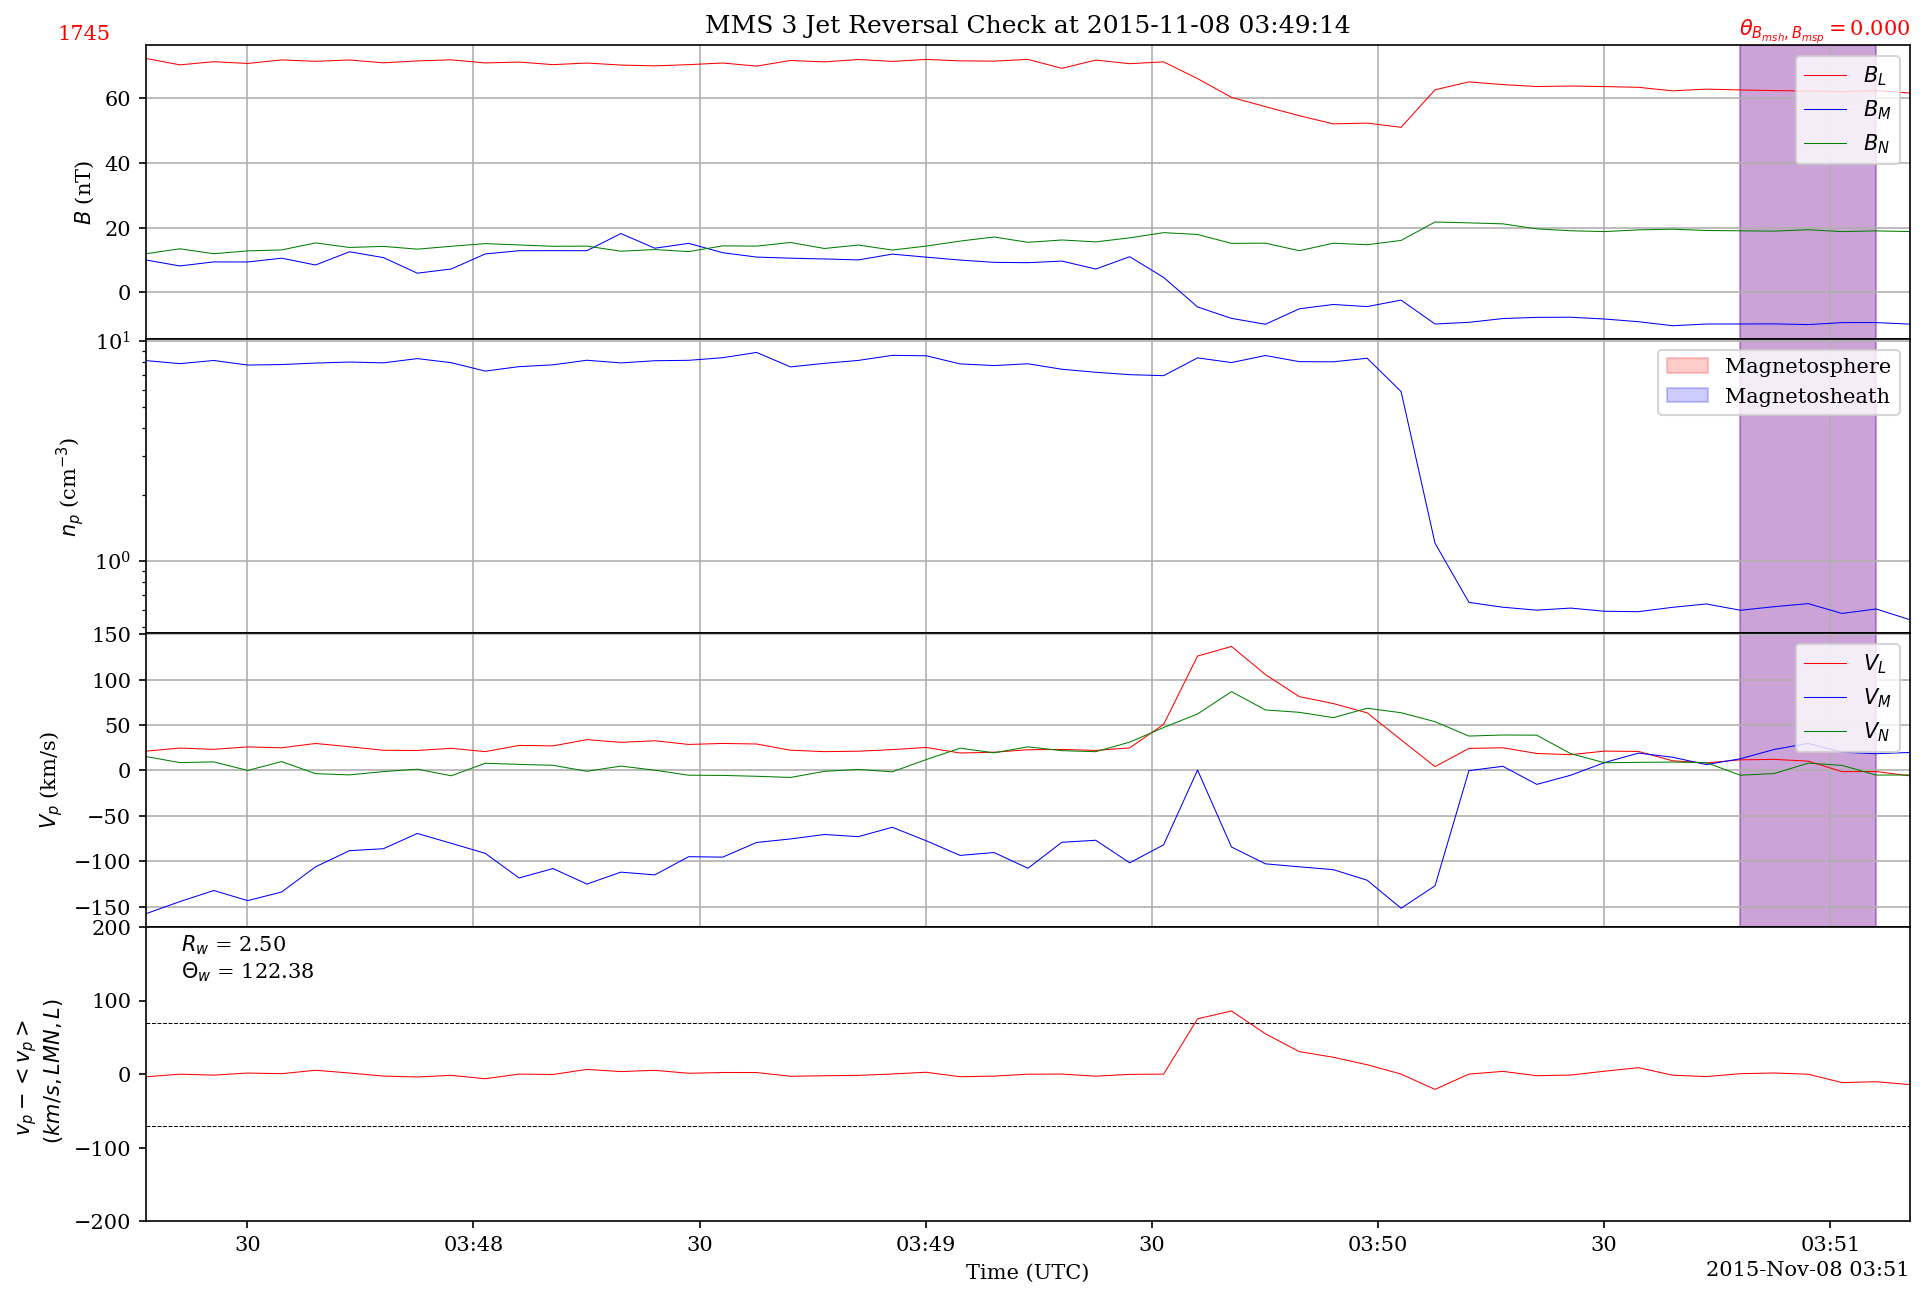 1745
MMS 3 Jet Reversal Check at 2015-11-08 03:49:14
θ_{B_{msh}, B_{msp}} = 0.000
B (nT)
60
40
20
0
B_L
B_M
B_N
n_p (cm^{−3})
10^1
10^0
Magnetosphere
Magnetosheath
V_p (km/s)
150
100
50
0
−50
−100
−150
V_L
V_M
V_N
v_p − < v_p >
(km/s, LMN, L)
200
100
0
−100
−200
R_w = 2.50
Θ_w = 122.38
30
03:48
30
03:49
30
03:50
30
03:51
Time (UTC)
2015-Nov-08 03:51